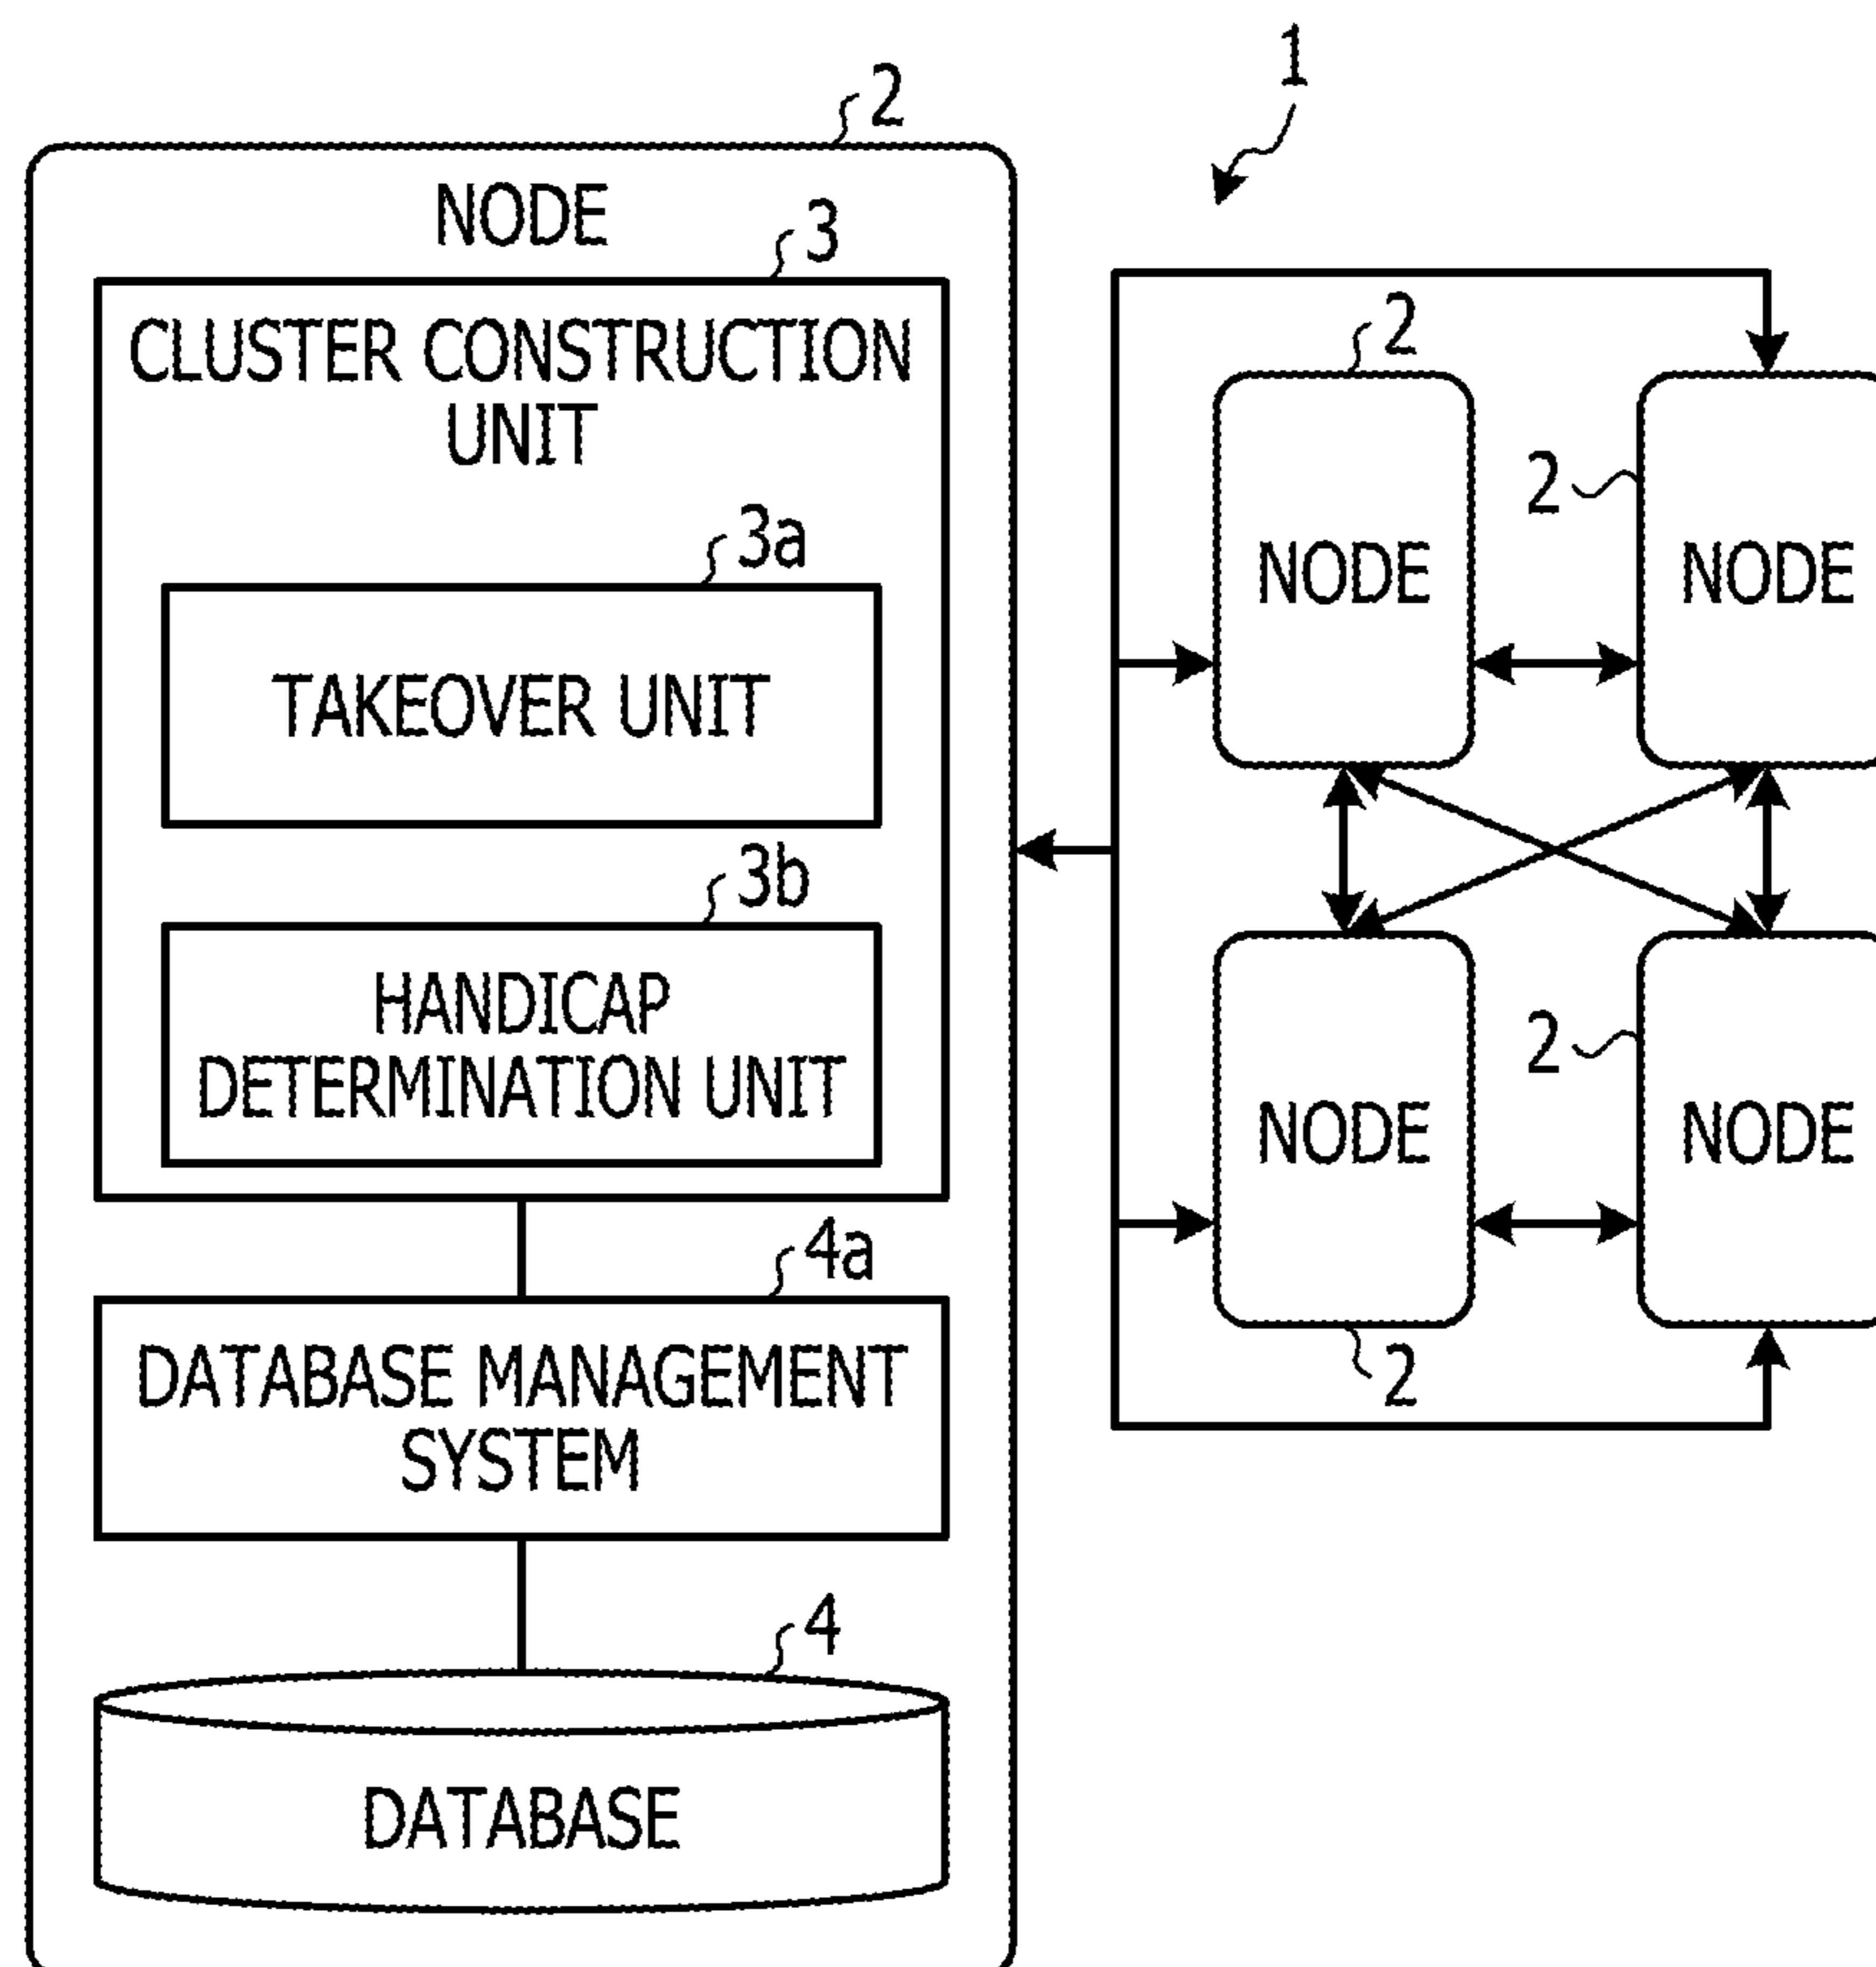 1
2
NODE
3
CLUSTER CONSTRUCTION
UNIT
3a
TAKEOVER UNIT
3b
HANDICAP
DETERMINATION UNIT
4a
DATABASE MANAGEMENT
SYSTEM
4
DATABASE
2
NODE
2
NODE
NODE
2
2
NODE